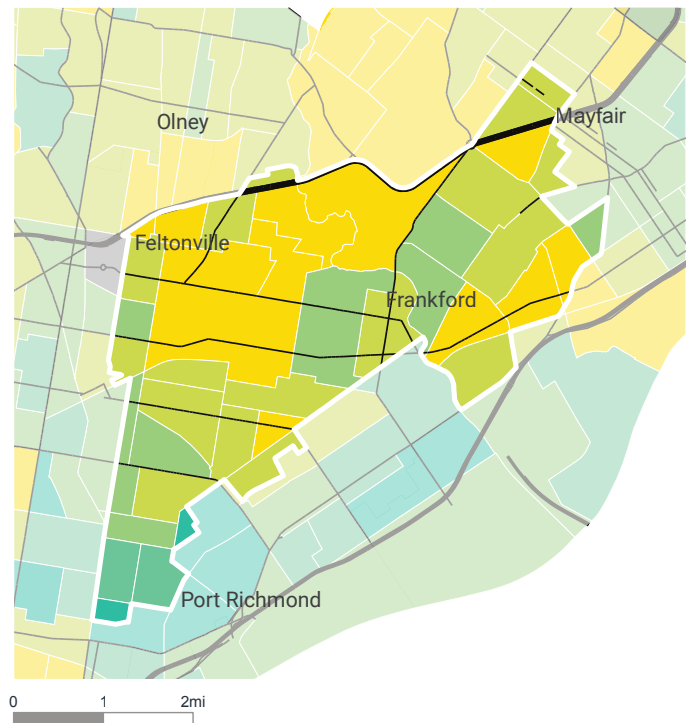 Olney
Mayfair
Feltonville
Frankford
Port Richmond
0 1 2mi